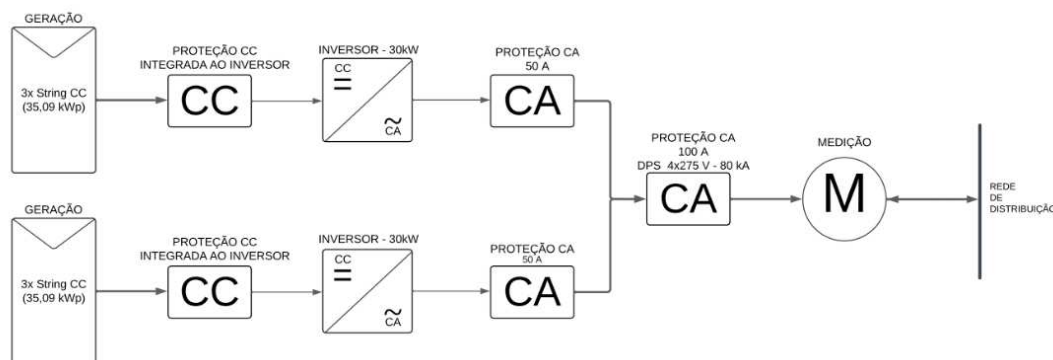 GERAÇÃO
3x String CC
(35,09 kWp)
PROTEÇÃO CC
INTEGRADA AO INVERSOR
CC
INVERSOR - 30kW
CC
CA
PROTEÇÃO CA
50 A
CA
GERAÇÃO
3x String CC
(35,09 kWp)
PROTEÇÃO CC
INTEGRADA AO INVERSOR
CC
INVERSOR - 30kW
CC
CA
PROTEÇÃO CA
50 A
CA
PROTEÇÃO CA
100 A
DPS 4x275 V - 80 kA
CA
MEDIÇÃO
M
REDE
DE
DISTRIBUIÇÃO